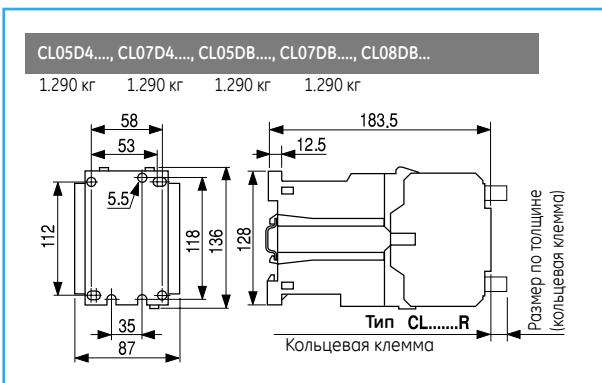 CL05D4...., CL07D4...., CL05DB...., CL07DB...., CL08DB...
1.290 кг 1.290 кг 1.290 кг 1.290 кг
58
53
5.5
112
118
136
35
87
183.5
12.5
128
Тип CL.......R
Кольцевая клемма
Размер по толщине
(кольцевая клемма)